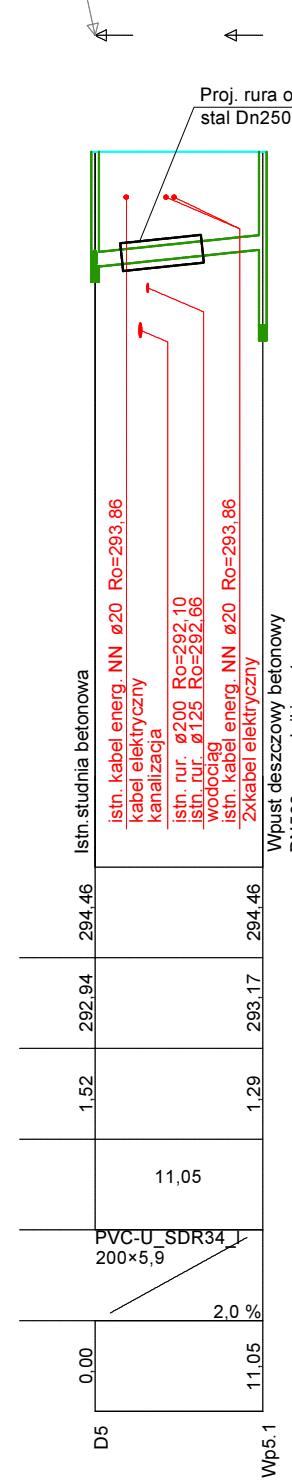 Proj. rura o
stal Dn250
Istn.studnia betonowa
istn. kabel energ. NN ø20 Ro=293,86
kabel elektryczny
kanalizacja
istn. rur. ø200 Ro=292,10
istn. rur. ø125 Ro=292,66
wodociąg
istn. kabel energ. NN ø20 Ro=293,86
2xkabel elektryczny
Wpust deszczowy betonowy
294,46 294,46
292,94 293,17
1,52 1,29
11,05
PVC-U_SDR34_I
200×5,9
2,0 %
0,00 11,05
D5 Wp5.1